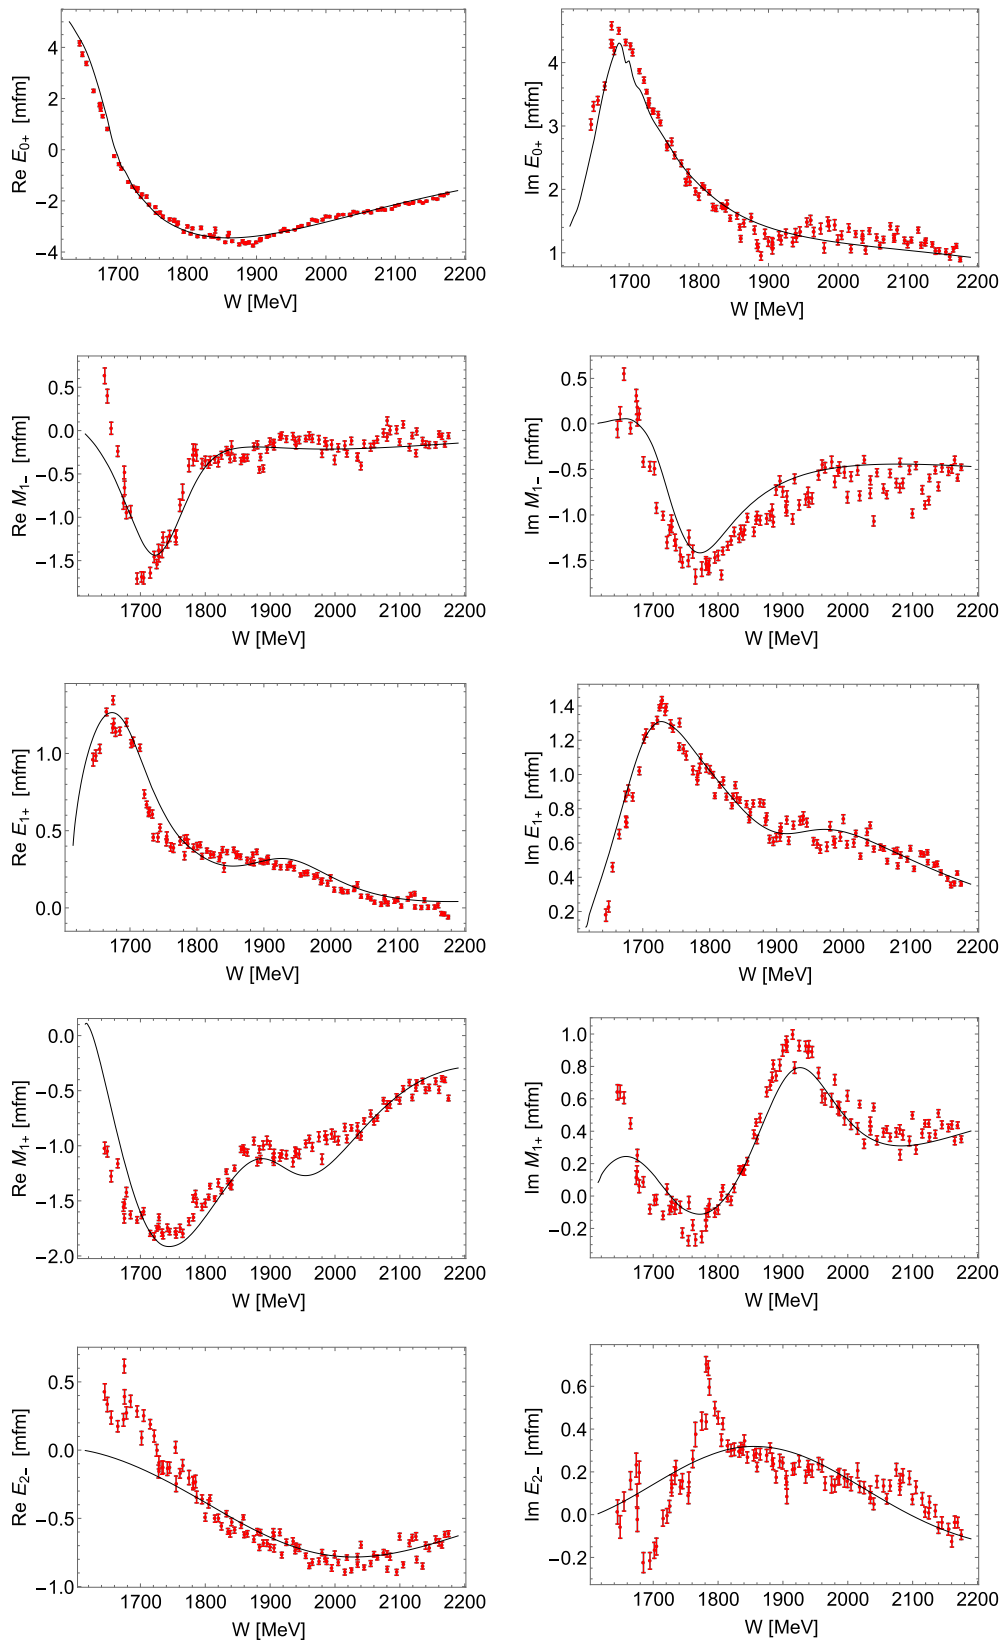 Re E0+ [mfm]
4
2
0
−2
−4
1700 1800 1900 2000 2100 2200
W [MeV]
Im E0+ [mfm]
4
3
2
1
1700 1800 1900 2000 2100 2200
W [MeV]
Re M1− [mfm]
0.5
0.0
−0.5
−1.0
−1.5
1700 1800 1900 2000 2100 2200
W [MeV]
Im M1− [mfm]
0.5
0.0
−0.5
−1.0
−1.5
1700 1800 1900 2000 2100 2200
W [MeV]
Re E1+ [mfm]
1.0
0.5
0.0
1700 1800 1900 2000 2100 2200
W [MeV]
Im E1+ [mfm]
1.4
1.2
1.0
0.8
0.6
0.4
0.2
1700 1800 1900 2000 2100 2200
W [MeV]
Re M1+ [mfm]
0.0
−0.5
−1.0
−1.5
−2.0
1700 1800 1900 2000 2100 2200
W [MeV]
Im M1+ [mfm]
1.0
0.8
0.6
0.4
0.2
0.0
−0.2
1700 1800 1900 2000 2100 2200
W [MeV]
Re E2− [mfm]
0.5
0.0
−0.5
−1.0
1700 1800 1900 2000 2100 2200
W [MeV]
Im E2− [mfm]
0.6
0.4
0.2
0.0
−0.2
1700 1800 1900 2000 2100 2200
W [MeV]